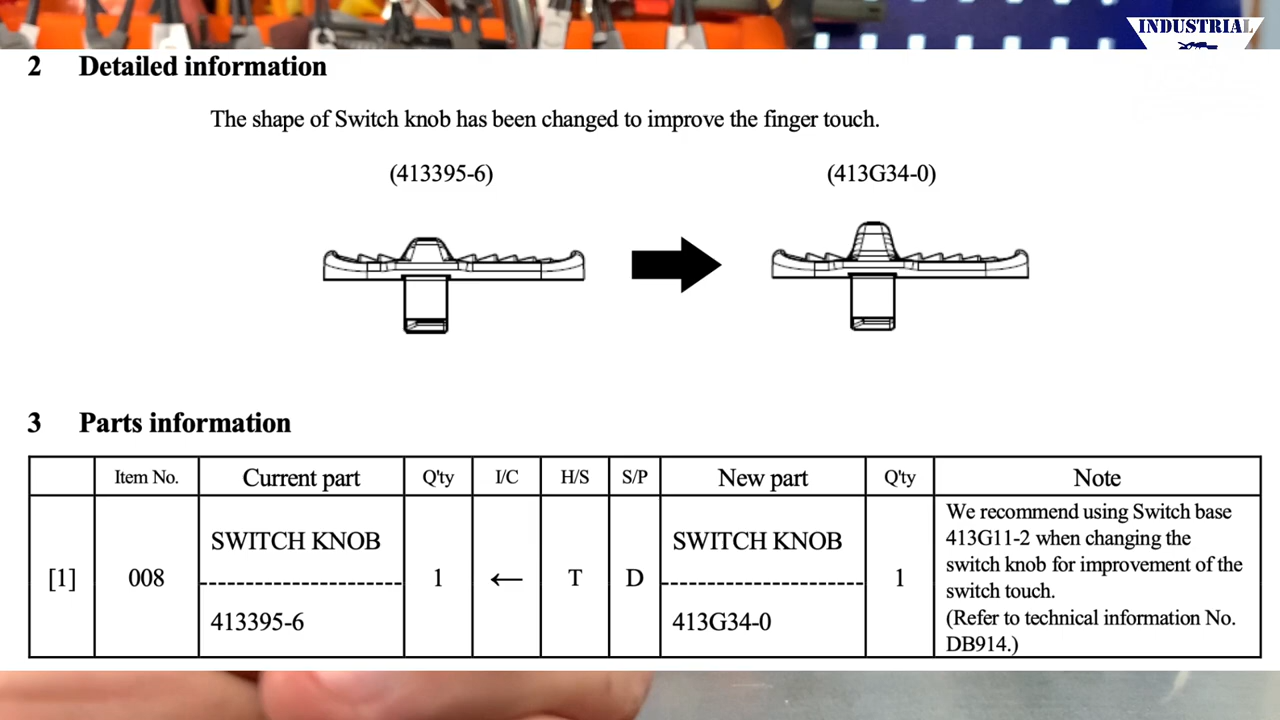 INDUSTRIAL
2 Detailed information
The shape of Switch knob has been changed to improve the finger touch.
(413395-6) (413G34-0)
3 Parts information
Item No. Current part Q'ty I/C H/S S/P New part Q'ty Note
[1] 008 SWITCH KNOB 413395-6 1 ← T D SWITCH KNOB 413G34-0 1
We recommend using Switch base
413G11-2 when changing the
switch knob for improvement of the
switch touch.
(Refer to technical information No.
DB914.)